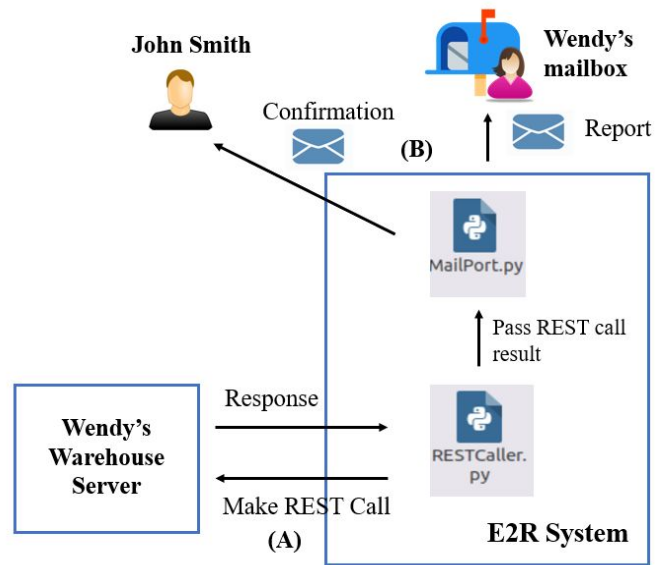 John Smith
Wendy's
mailbox
Confirmation
(B)
Report
MailPort.py
Pass REST call
result
Response
Wendy's
Warehouse
Server
RESTCaller.
py
Make REST Call
(A)
E2R System